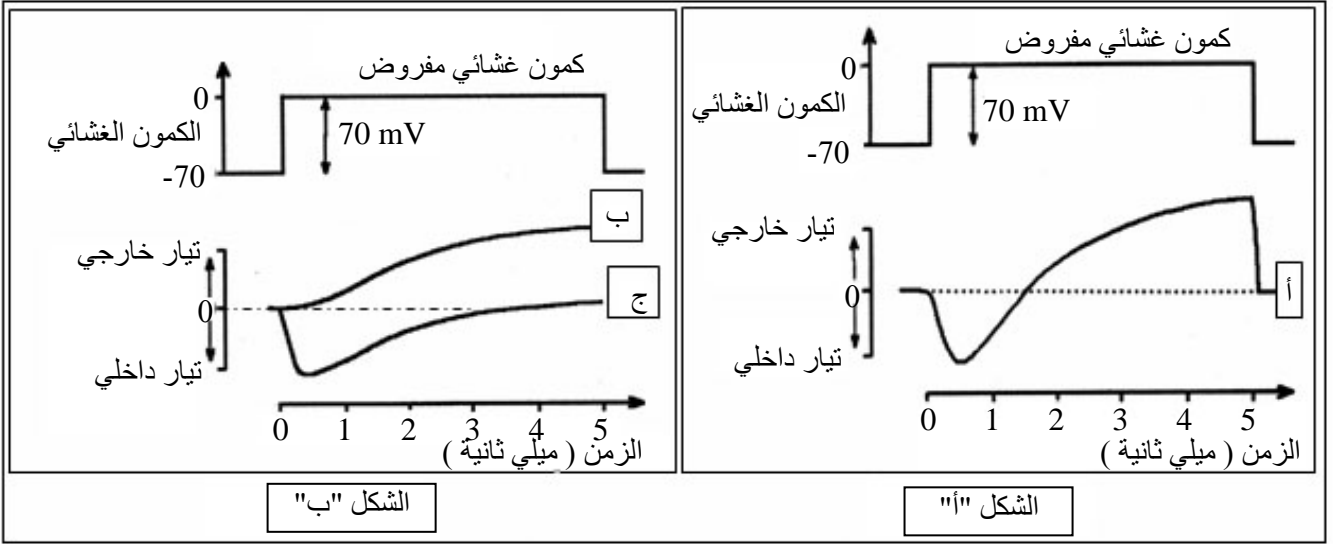 كمون غشائي مفروض
0
الكمون الغشائي
70 mV
-70
تيار خارجي
0
أ
تيار داخلي
0 1 2 3 4 5
الزمن ( ميلي ثانية )
الشكل "أ"
كمون غشائي مفروض
0
الكمون الغشائي
70 mV
-70
ب
تيار خارجي
ج
0
تيار داخلي
0 1 2 3 4 5
الزمن ( ميلي ثانية )
الشكل "ب"